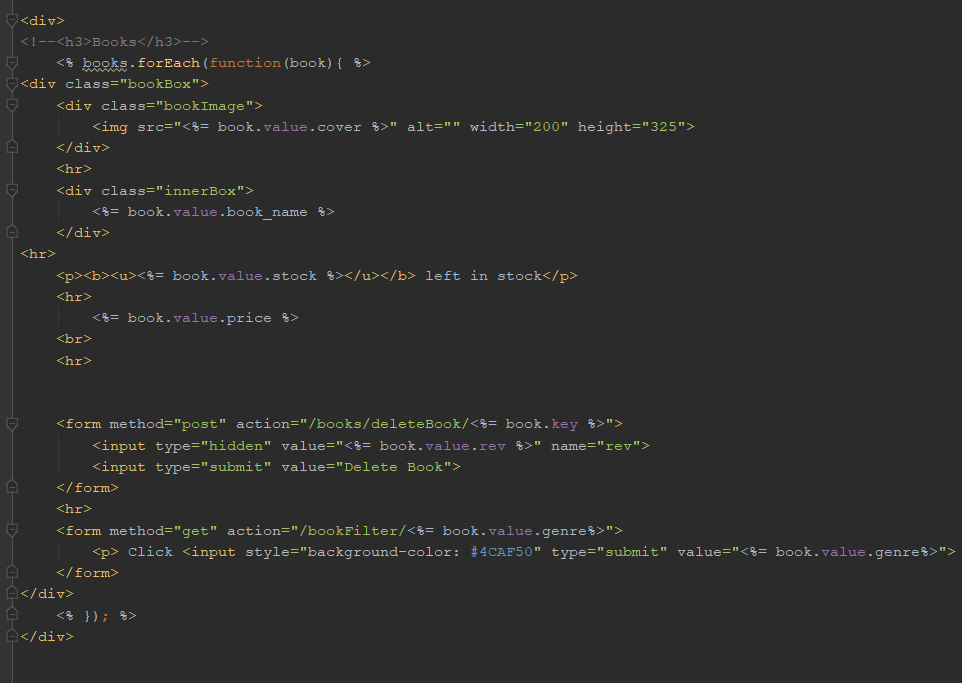 <div>
<!--<h3>Books</h3>-->
<% books.forEach(function(book){ %>
<div class="bookBox">
<div class="bookImage">
<img src="<%= book.value.cover %>" alt="" width="200" height="325">
</div>
<hr>
<div class="innerBox">
<%= book.value.book_name %>
</div>
<hr>
<p><b><u><%= book.value.stock %></u></b> left in stock</p>
<hr>
<%= book.value.price %>
<br>
<hr>
<form method="post" action="/books/deleteBook/<%= book.key %>">
<input type="hidden" value="<%= book.value.rev %>" name="rev">
<input type="submit" value="Delete Book">
</form>
<hr>
<form method="get" action="/bookFilter/<%= book.value.genre%>">
<p> Click <input style="background-color: #4CAF50" type="submit" value="<%= book.value.genre%>">
</form>
</div>
<% }); %>
</div>